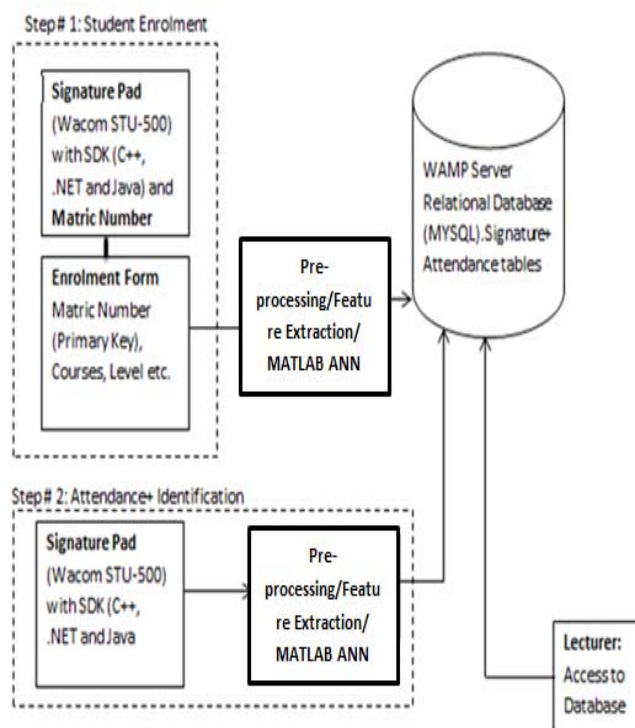 Step# 1: Student Enrolment
Signature Pad
(Wacom STU-500)
with SDK (C++,
.NET and Java) and
Matric Number
Enrolment Form
Matric Number
(Primary Key),
Courses, Level etc.
Pre-
processing/Featu
re Extraction/
MATLAB ANN
WAMP Server
Relational Database
(MYSQL).Signature+
Attendance tables
Step# 2: Attendance+ Identification
Signature Pad
(Wacom STU-500)
with SDK (C++,
.NET and Java
Pre-
processing/Featu
re Extraction/
MATLAB ANN
Lecturer:
Access to
Database